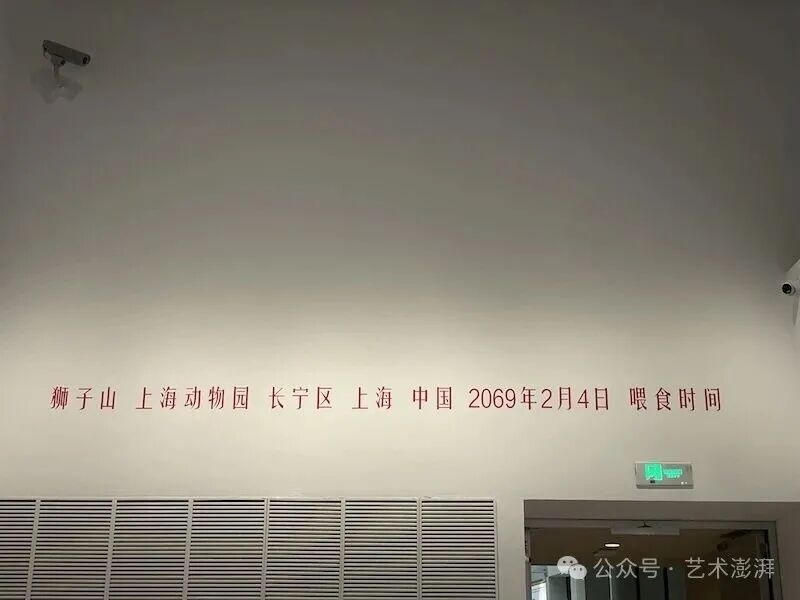 狮子山 上海动物园 长宁区 上海 中国 2069年2月4日 喂食时间
公众号·艺术澎湃